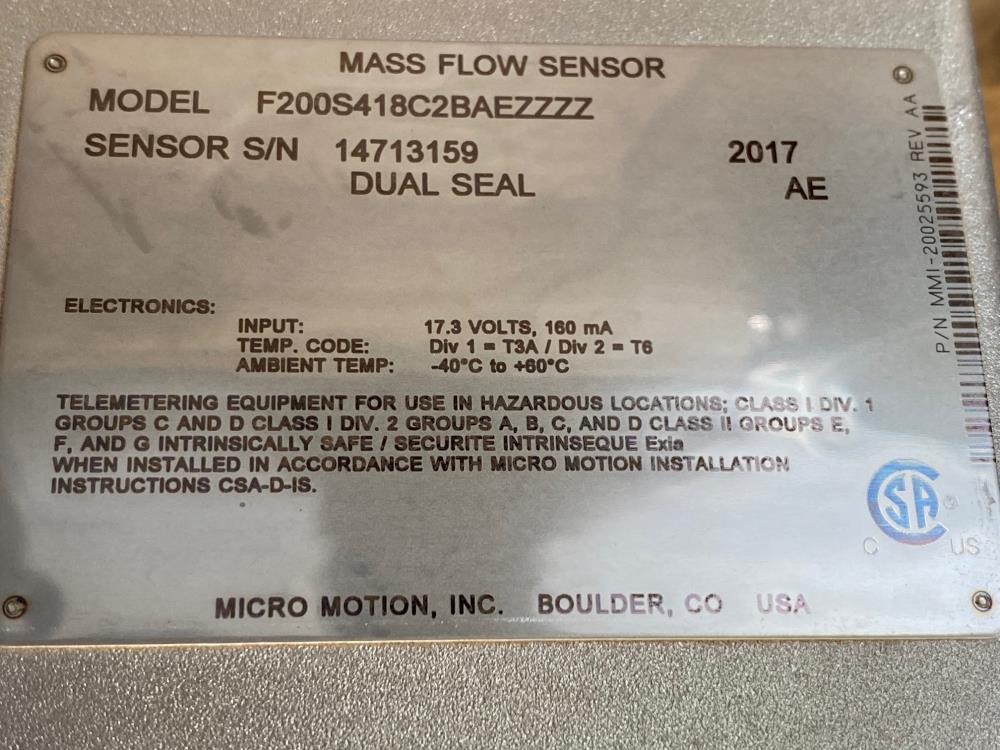 MASS FLOW SENSOR
MODEL F200S418C2BAEZZZZ
SENSOR S/N 14713159 2017
DUAL SEAL AE
P/N MMI-20025593 REV AA
ELECTRONICS:
INPUT: 17.3 VOLTS, 160 mA
TEMP. CODE: Div 1 = T3A / Div 2 = T6
AMBIENT TEMP: -40°C to +60°C
TELEMETERING EQUIPMENT FOR USE IN HAZARDOUS LOCATIONS; CLASS I DIV. 1
GROUPS C AND D CLASS I DIV. 2 GROUPS A, B, C, AND D CLASS II GROUPS E,
F, AND G INTRINSICALLY SAFE / SECURITE INTRINSEQUE Exia
WHEN INSTALLED IN ACCORDANCE WITH MICRO MOTION INSTALLATION
INSTRUCTIONS CSA-D-IS.
CSA ®
C US
MICRO MOTION, INC. BOULDER, CO USA